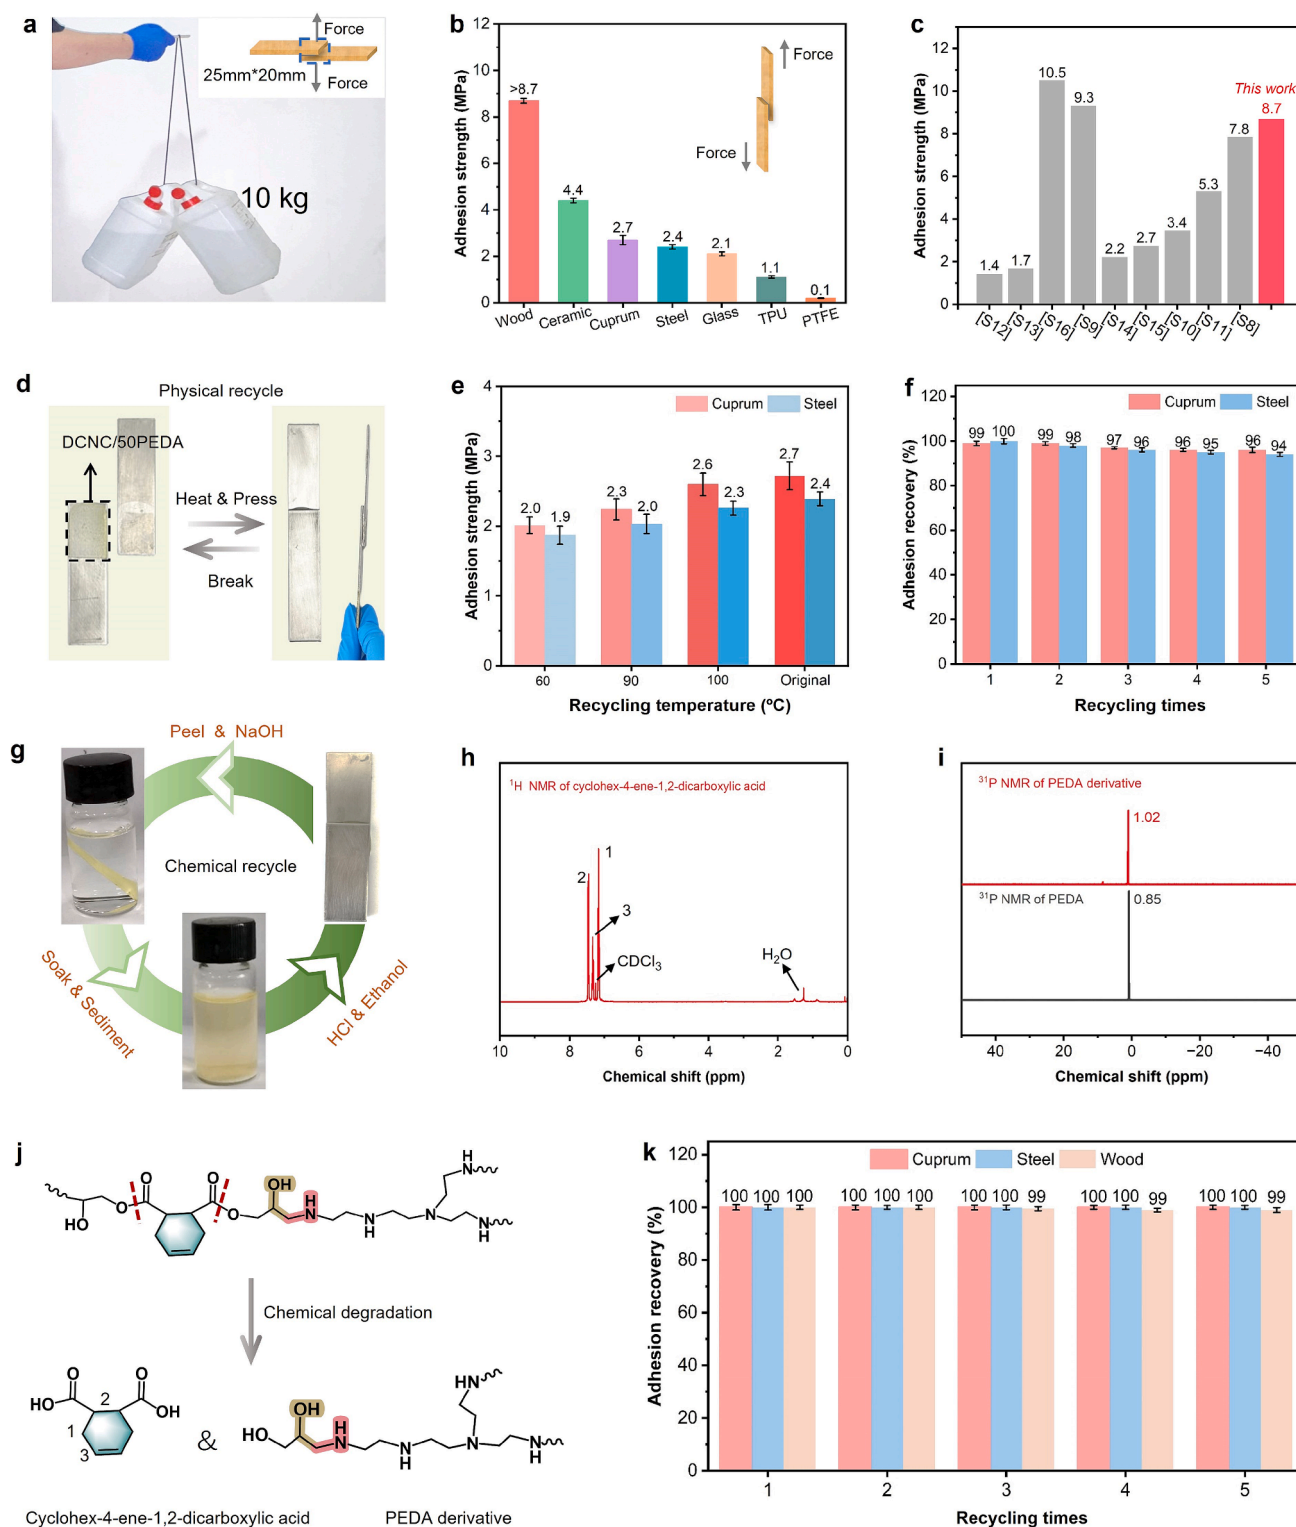 a
Force
25mm*20mm
Force
10 kg
b
Adhesion strength (MPa)
12
10
8
6
4
2
0
>8.7
4.4
2.7
2.4
2.1
1.1
0.1
Force
Force
Wood
Ceramic
Cuprum
Steel
Glass
TPU
PTFE
c
Adhesion strength (MPa)
13
12
10
8
6
4
2
0
1.4
1.7
10.5
9.3
2.2
2.7
3.4
5.3
7.8
This work
8.7
[S12]
[S13]
[S16]
[S9]
[S14]
[S15]
[S10]
[S11]
[S8]
d
Physical recycle
DCNC/50PEDA
Heat & Press
Break
e
Adhesion strength (MPa)
4
3
2
1
0
Cuprum
Steel
2.0
1.9
2.3
2.0
2.6
2.3
2.7
2.4
60
90
100
Original
Recycling temperature (ºC)
f
Adhesion recovery (%)
120
100
80
60
40
20
0
Cuprum
Steel
99
100
99
98
97
96
96
95
96
94
1
2
3
4
5
Recycling times
g
Peel & NaOH
Chemical recycle
Soak & Sediment
HCl & Ethanol
h
¹H NMR of cyclohex-4-ene-1,2-dicarboxylic acid
1
2
3
CDCl₃
H₂O
10
8
6
4
2
0
Chemical shift (ppm)
i
³¹P NMR of PEDA derivative
1.02
³¹P NMR of PEDA
0.85
50
40
20
0
−20
−40
Chemical shift (ppm)
j
O
O
O
OH
O
OH
H
N
N
H
N
H
N
N
H
Chemical degradation
O
O
HO
OH
2
1
3
&
HO
OH
H
N
N
H
HN
N
H
N
Cyclohex-4-ene-1,2-dicarboxylic acid
PEDA derivative
k
Adhesion recovery (%)
120
100
80
60
40
20
0
Cuprum
Steel
Wood
100 100 100
100 100 100
100 100 99
100 100 99
100 100 99
1
2
3
4
5
Recycling times